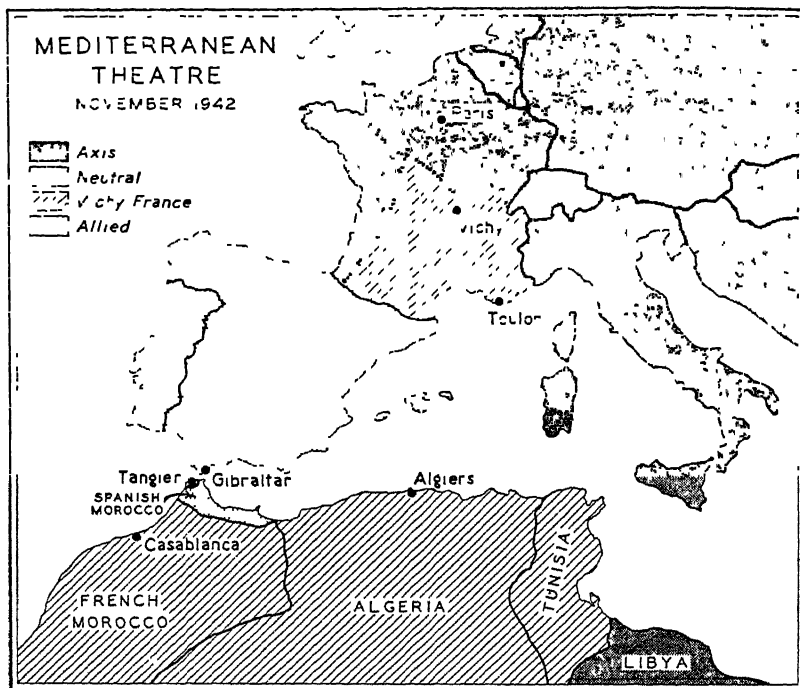 MEDITERRANEAN
THEATRE
NOVEMBER 1942
Axis
Neutral
Vichy France
Allied
Paris
Vichy
Toulon
Tangier
Gibraltar
SPANISH
MOROCCO
Algiers
Casablanca
FRENCH
MOROCCO
ALGERIA
TUNISIA
LIBYA